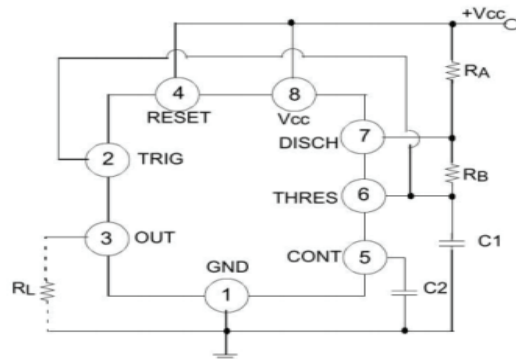 +Vcc
4
RESET
8
Vcc
RA
7
DISCH
2
TRIG
RB
6
THRES
3
OUT
5
CONT
C1
GND
1
C2
RL